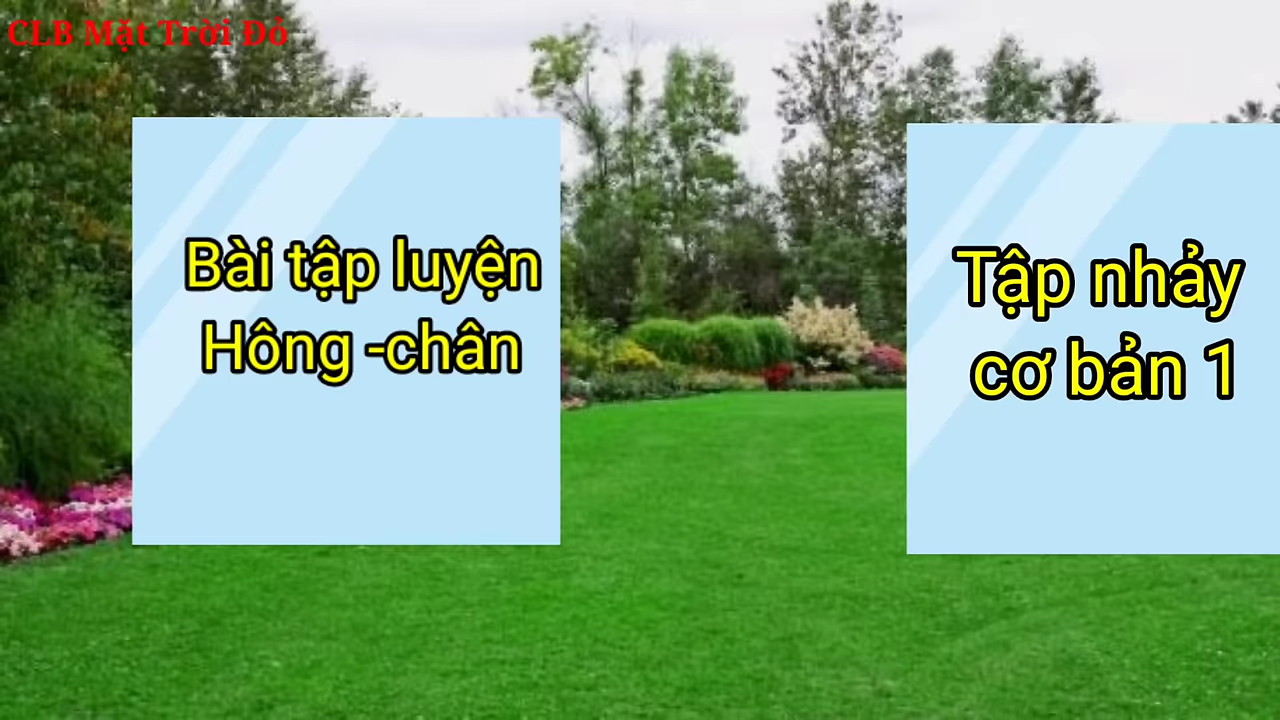 CLB Mặt Trời Đỏ
Bài tập luyện
Hông -chân
Tập nhảy
cơ bản 1